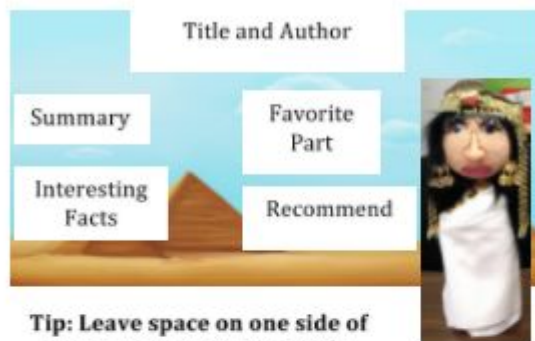 Title and Author
Summary
Favorite
Part
Interesting
Facts
Recommend
Tip: Leave space on one side of